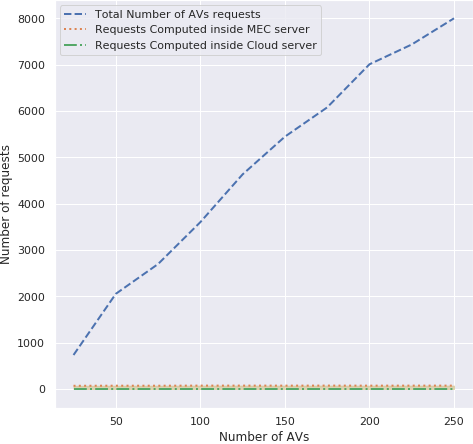 Total Number of AVs requests
Requests Computed inside MEC server
Requests Computed inside Cloud server
8000
7000
6000
5000
4000
3000
2000
1000
0
Number of requests
50 100 150 200 250
Number of AVs